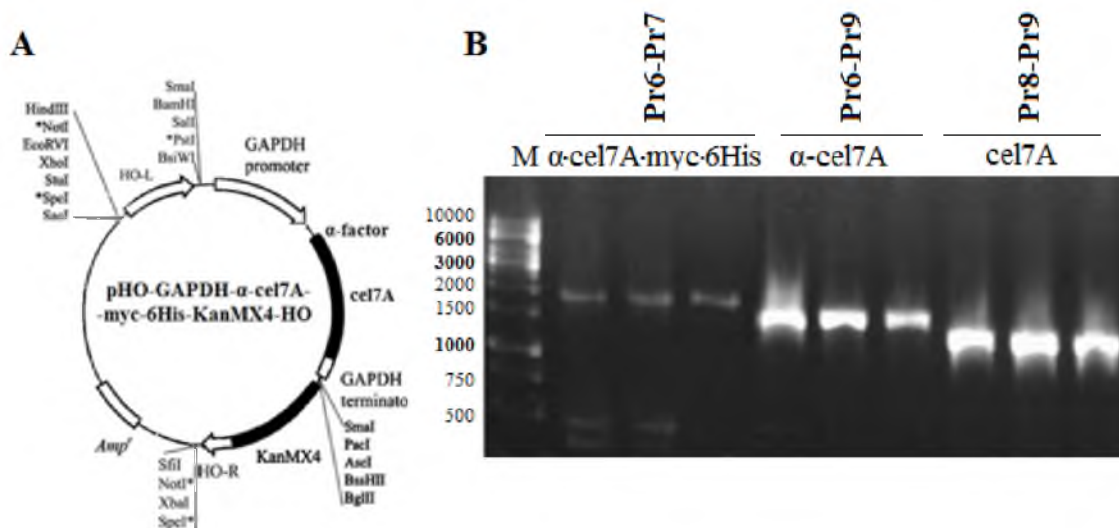 A
SmaI
BamHI
SalI
*PstI
BsiWI
HindIII
*NotI
EcoRVI
XhoI
StuI
*SpeI
SacI
HO-L
GAPDH
promoter
α-factor
cel7A
pHO-GAPDH-α-cel7A-
-myc-6His-KanMX4-HO
GAPDH
terminato
SmaI
PacI
AscI
BssHII
BglII
KanMX4
HO-R
SfiI
NotI*
XbaI
SpeI*
Ampʳ
B
Pr6-Pr7
Pr6-Pr9
Pr8-Pr9
M α-cel7A-myc-6His α-cel7A cel7A
10000
6000
3000
2000
1500
1000
750
500